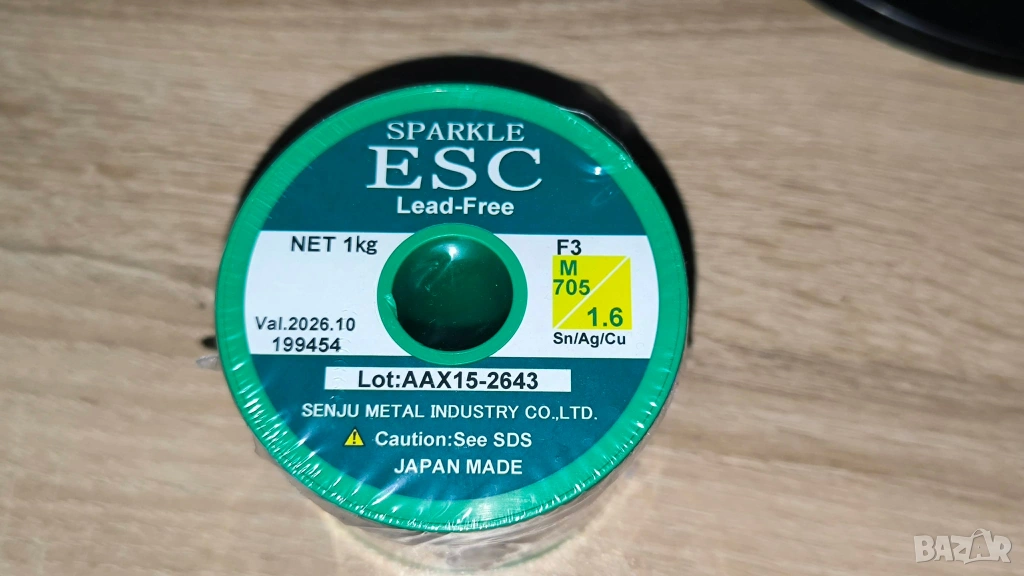 SPARKLE
ESC
Lead-Free
NET 1kg
F3
M
705
1.6
Sn/Ag/Cu
Val.2026.10
199454
Lot:AAX15-2643
SENJU METAL INDUSTRY CO.,LTD.
Caution:See SDS
JAPAN MADE
BAZAR